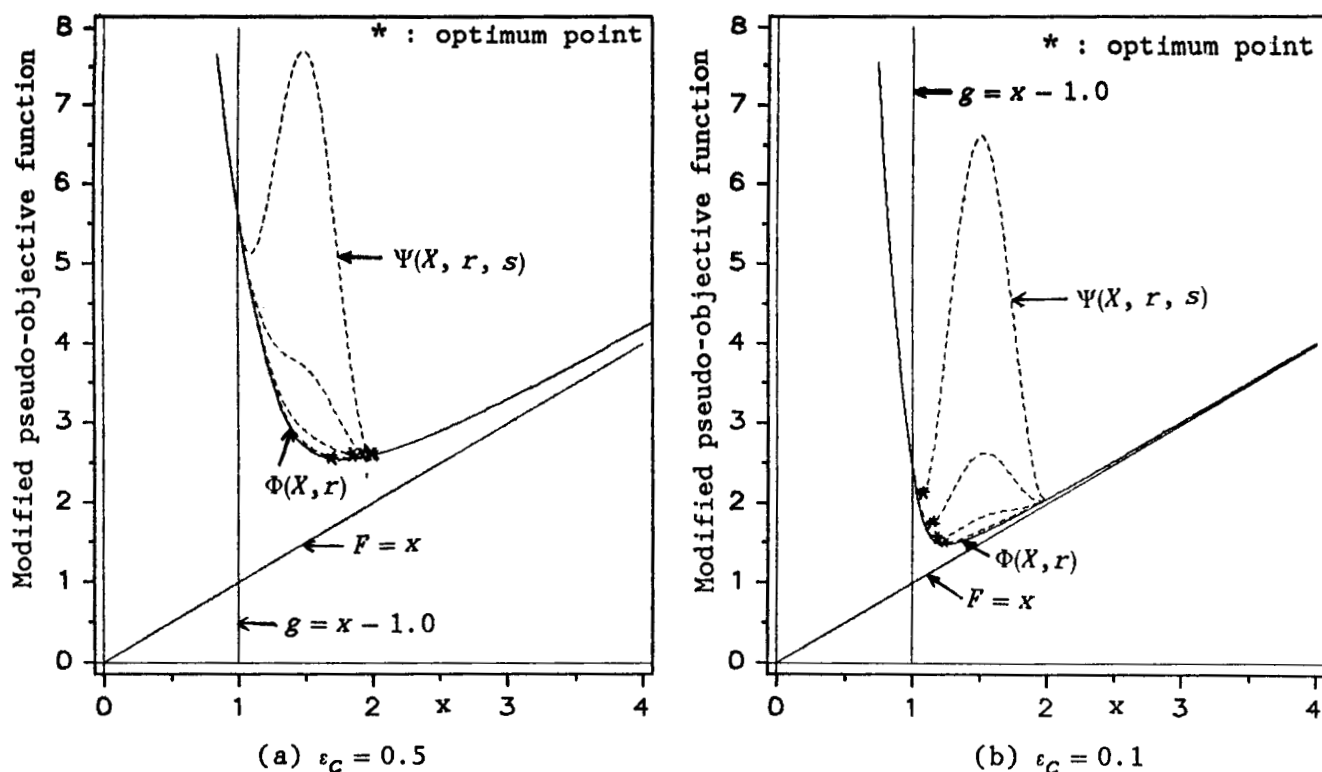 Modified pseudo-objective function
8
7
6
5
4
3
2
1
0
* : optimum point
Ψ(X, r, s)
Φ(X,r)
F = x
g = x − 1.0
0 1 2 x 3 4
(a) ε_C = 0.5
Modified pseudo-objective function
8
7
6
5
4
3
2
1
0
* : optimum point
g = x − 1.0
Ψ(X, r, s)
Φ(X,r)
F = x
0 1 x 2 3 4
(b) ε_C = 0.1